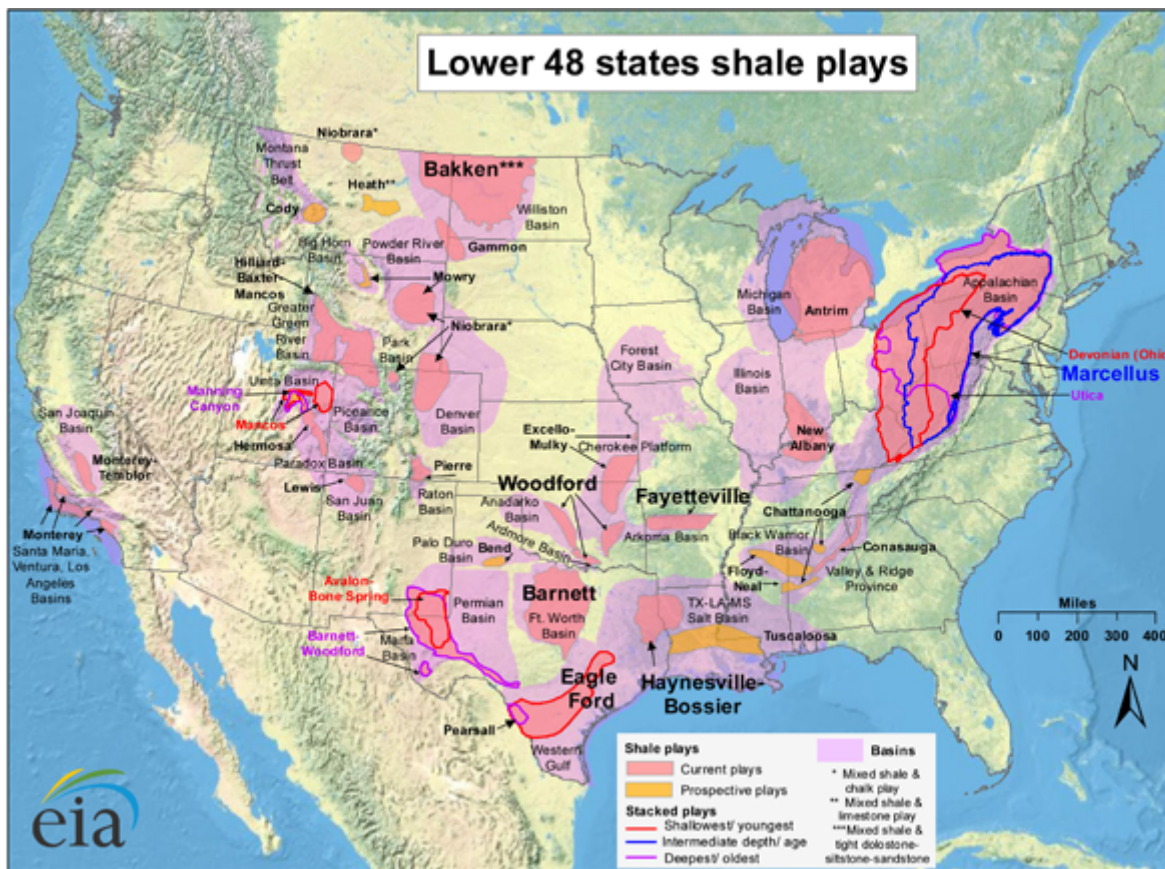 Lower 48 states shale plays
Niobrara*
Montana
Thrust
Belt
Bakken***
Heath**
Cody
Williston
Basin
Big Horn
Basin
Powder River
Basin
Gammon
Hilliard-
Baxter-
Mancos
Mowry
Greater
Green
River
Basin
Niobrara*
Park
Basin
Michigan
Basin
Antrim
Appalachian
Basin
Devonian (Ohio
Marcellus
Utica
Forest
City Basin
Illinois
Basin
Uinta Basin
Manning
Canyon
Mancos
Piceance
Basin
Denver
Basin
San Joaquin
Basin
Hermosa
Paradox Basin
Excello-
Mulky
Cherokee Platform
New
Albany
Monterey-
Temblor
Lewis
San Juan
Basin
Pierre
Raton
Basin
Woodford
Anadarko
Basin
Ardmore Basin
Fayetteville
Arkoma Basin
Chattanooga
Black Warrior
Basin
Conasauga
Valley & Ridge
Province
Floyd-
Neal
Monterey
Santa Maria,
Ventura, Los
Angeles
Basins
Palo Duro
Basin
Bend
Avalon-
Bone Spring
Permian
Basin
Barnett
Ft. Worth
Basin
TX-LA-MS
Salt Basin
Tuscaloosa
Barnett-
Woodford
Marfa
Basin
Eagle
Ford
Haynesville-
Bossier
Pearsall
Western
Gulf
Miles
0 100 200 300 400
N
Shale plays
Current plays
Prospective plays
Stacked plays
Shallowest/ youngest
Intermediate depth/ age
Deepest/ oldest
Basins
* Mixed shale &
chalk play
** Mixed shale &
limestone play
***Mixed shale &
tight dolostone-
siltstone-sandstone
eia